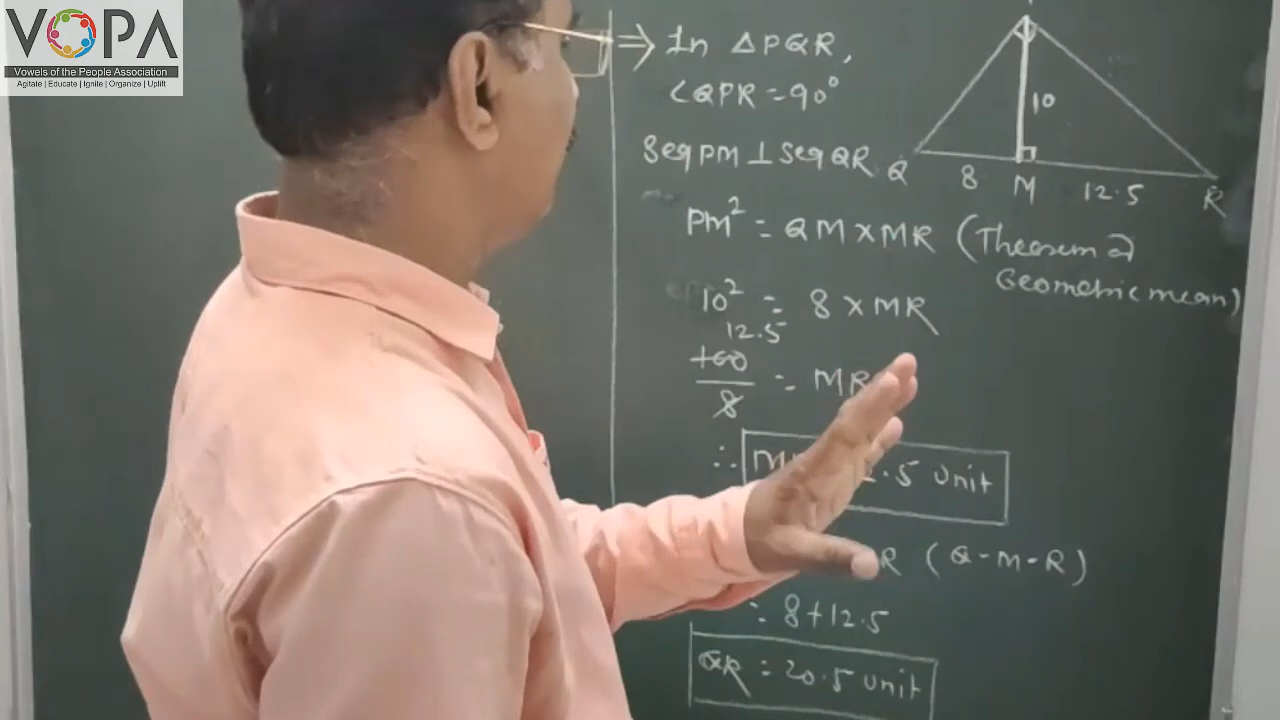 VOPA
Vowels of the People Association
Agitate | Educate | Ignite | Organize | Uplift
⇒ In △PQR,
∠QPR = 90°
Seg PM ⊥ Seg QR
10
Q
8
M
12.5
R
PM² = QM × MR (Theorem of
Geometric mean)
10² = 8 × MR
12.5
100
8
= MR
∴
.5 unit
R (Q-M-R)
= 8+12.5
QR = 20.5 unit